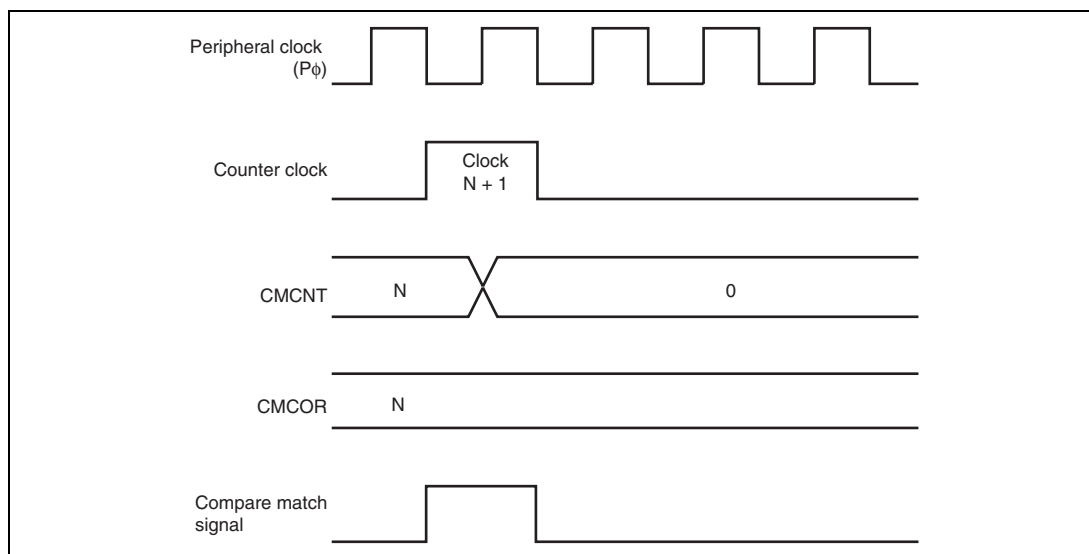 Peripheral clock
(Pϕ)
Counter clock
Clock
N + 1
CMCNT
N
0
CMCOR
N
Compare match
signal